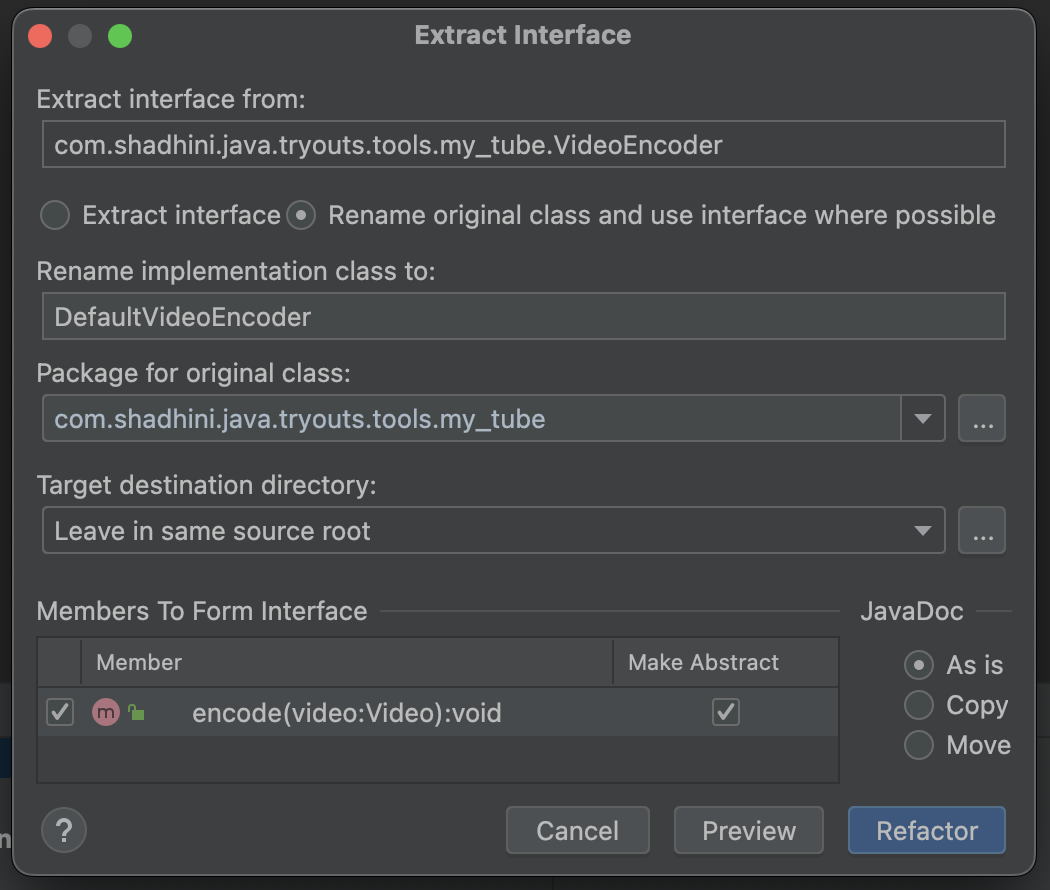 Extract Interface
Extract interface from:
com.shadhini.java.tryouts.tools.my_tube.VideoEncoder
Extract interface Rename original class and use interface where possible
Rename implementation class to:
DefaultVideoEncoder
Package for original class:
com.shadhini.java.tryouts.tools.my_tube
...
Target destination directory:
Leave in same source root
...
Members To Form Interface
Member Make Abstract
m encode(video:Video):void
JavaDoc
As is
Copy
Move
n
? Cancel Preview Refactor